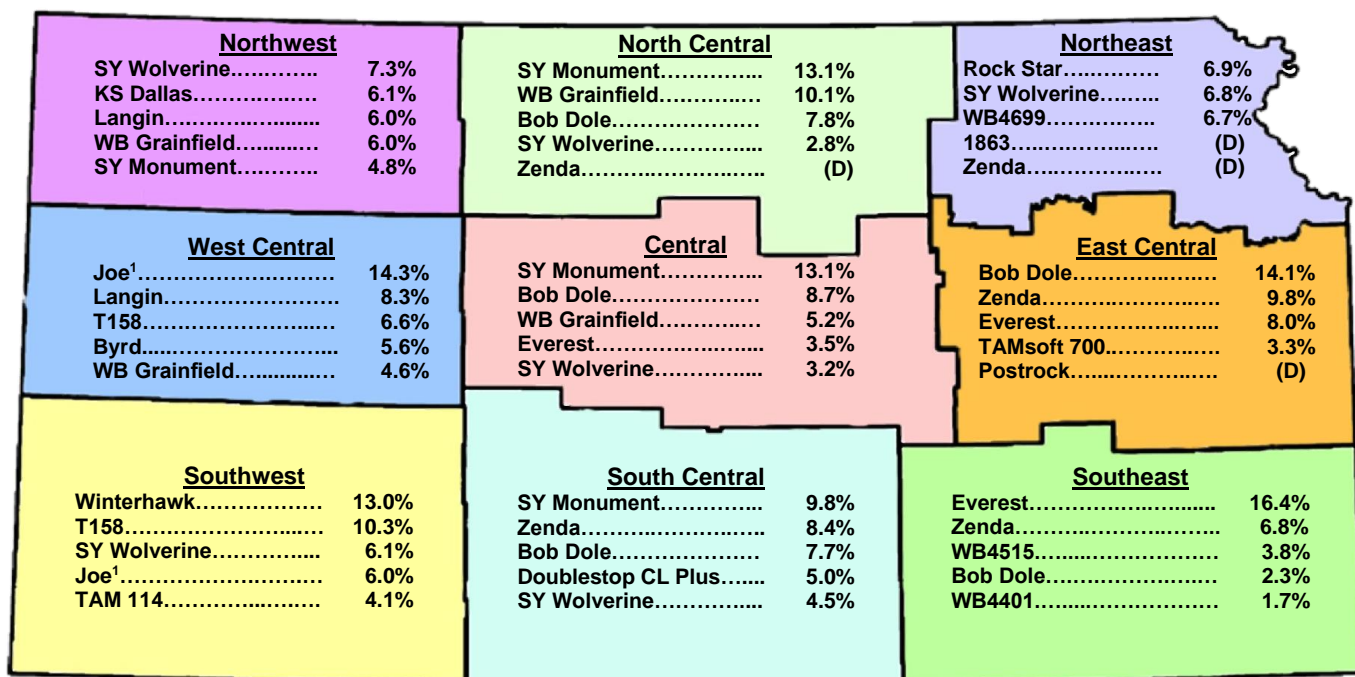 Northwest
SY Wolverine............ 7.3%
KS Dallas............ 6.1%
Langin.................... 6.0%
WB Grainfield............ 6.0%
SY Monument............ 4.8%
North Central
SY Monument............... 13.1%
WB Grainfield............... 10.1%
Bob Dole.................... 7.8%
SY Wolverine............... 2.8%
Zenda....................... (D)
Northeast
Rock Star............... 6.9%
SY Wolverine............ 6.8%
WB4699............... 6.7%
1863.................... (D)
Zenda.................... (D)
West Central
Joe¹........................... 14.3%
Langin........................ 8.3%
T158........................... 6.6%
Byrd........................... 5.6%
WB Grainfield............... 4.6%
Central
SY Monument............... 13.1%
Bob Dole.................... 8.7%
WB Grainfield............... 5.2%
Everest....................... 3.5%
SY Wolverine............... 3.2%
East Central
Bob Dole.................... 14.1%
Zenda....................... 9.8%
Everest....................... 8.0%
TAMsoft 700............... 3.3%
Postrock.................... (D)
Southwest
Winterhawk.................. 13.0%
T158........................... 10.3%
SY Wolverine............... 6.1%
Joe¹........................... 6.0%
TAM 114.................... 4.1%
South Central
SY Monument............... 9.8%
Zenda........................ 8.4%
Bob Dole.................... 7.7%
Doublestop CL Plus....... 5.0%
SY Wolverine............... 4.5%
Southeast
Everest........................ 16.4%
Zenda........................ 6.8%
WB4515..................... 3.8%
Bob Dole.................... 2.3%
WB4401..................... 1.7%